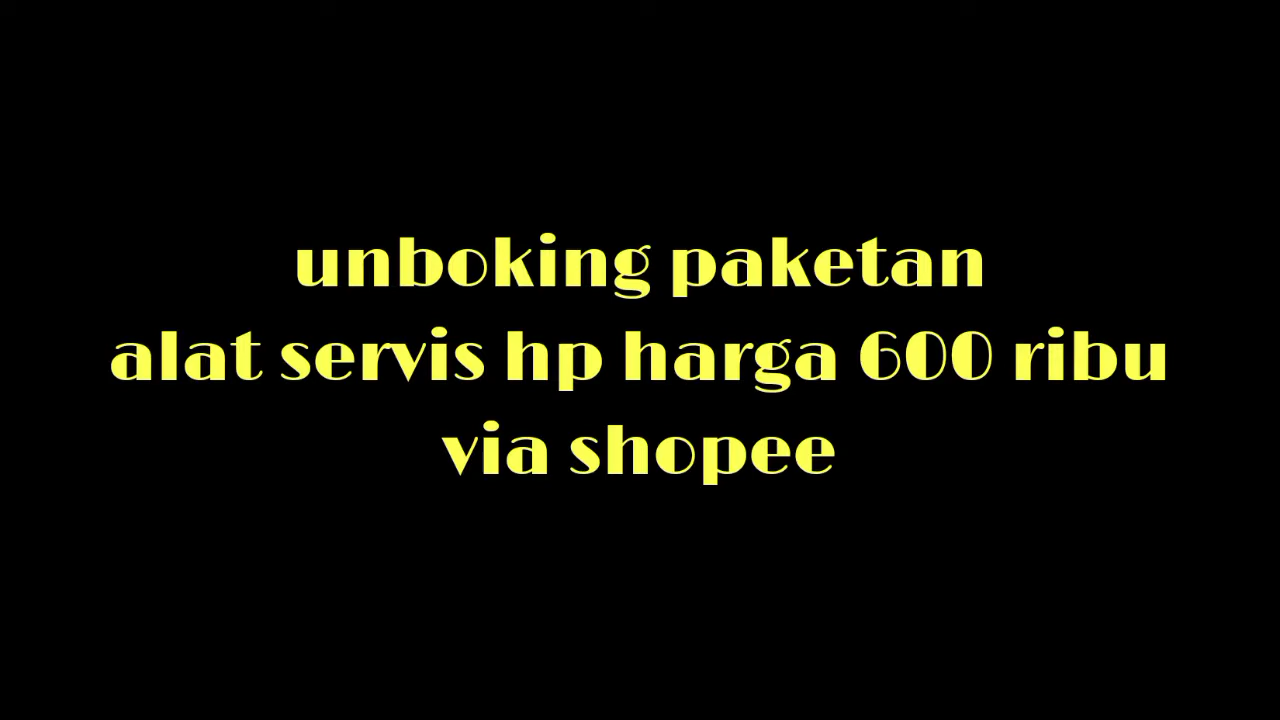 unboking paketan
alat servis hp harga 600 ribu
via shopee